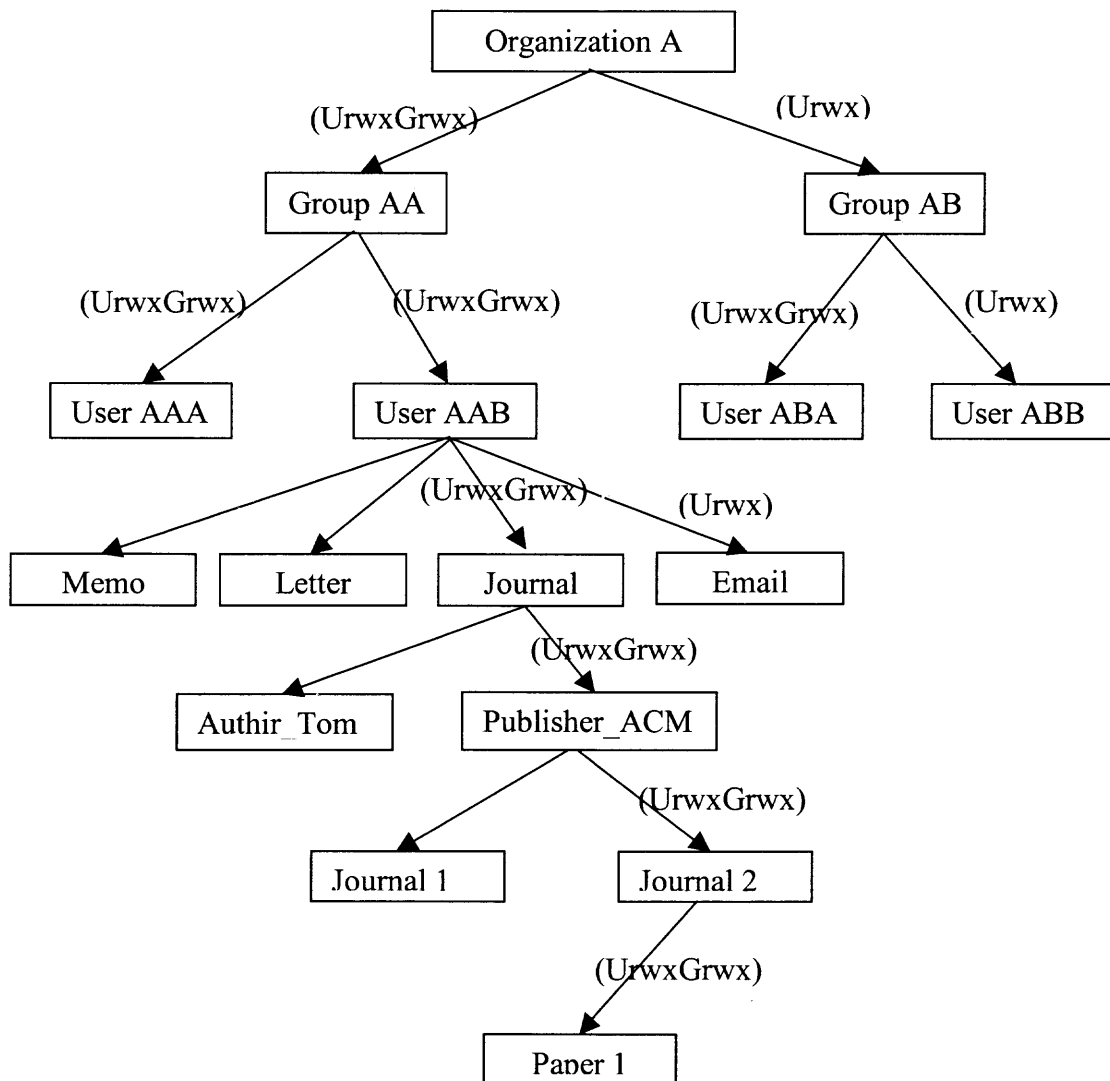 Organization A
(UrwxGrwx)
(Urwx)
Group AA
Group AB
(UrwxGrwx)
(UrwxGrwx)
(UrwxGrwx)
(Urwx)
User AAA
User AAB
User ABA
User ABB
(UrwxGrwx)
(Urwx)
Memo
Letter
Journal
Email
(UrwxGrwx)
Authir_Tom
Publisher_ACM
(UrwxGrwx)
Journal 1
Journal 2
(UrwxGrwx)
Paper 1